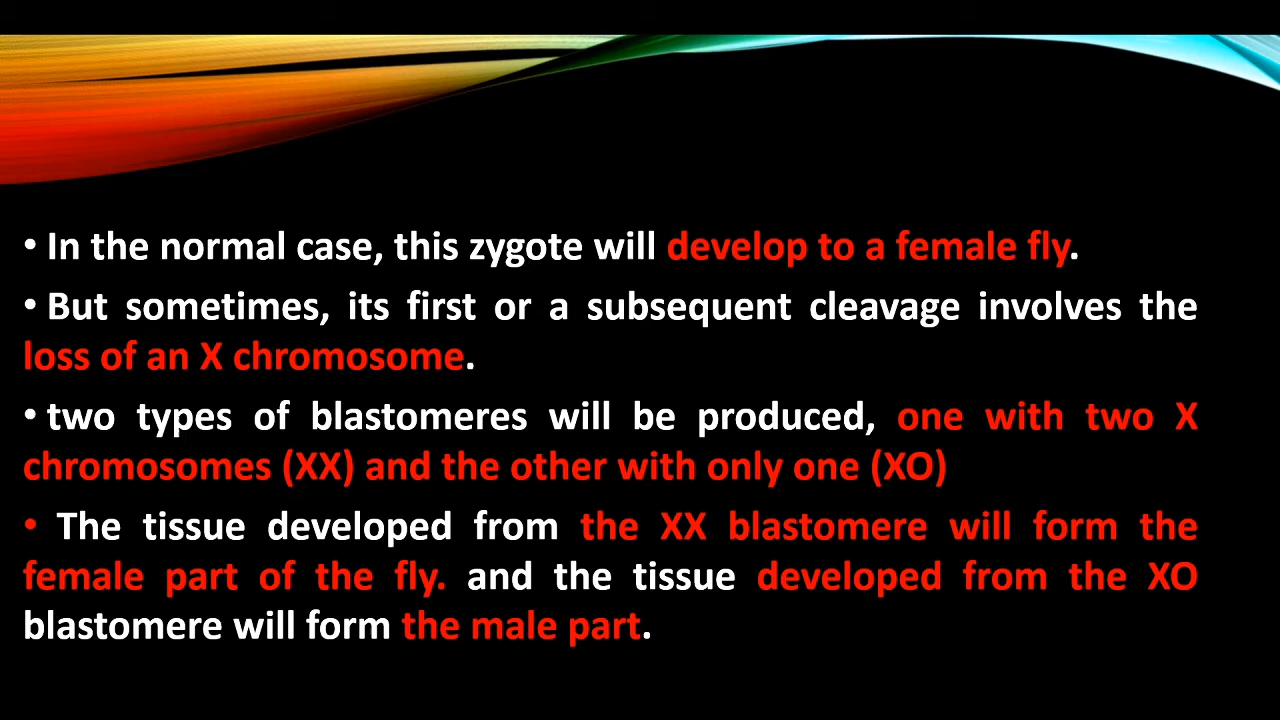 • In the normal case, this zygote will develop to a female fly.
• But sometimes, its first or a subsequent cleavage involves the
loss of an X chromosome.
• two types of blastomeres will be produced, one with two X
chromosomes (XX) and the other with only one (XO)
• The tissue developed from the XX blastomere will form the
female part of the fly. and the tissue developed from the XO
blastomere will form the male part.